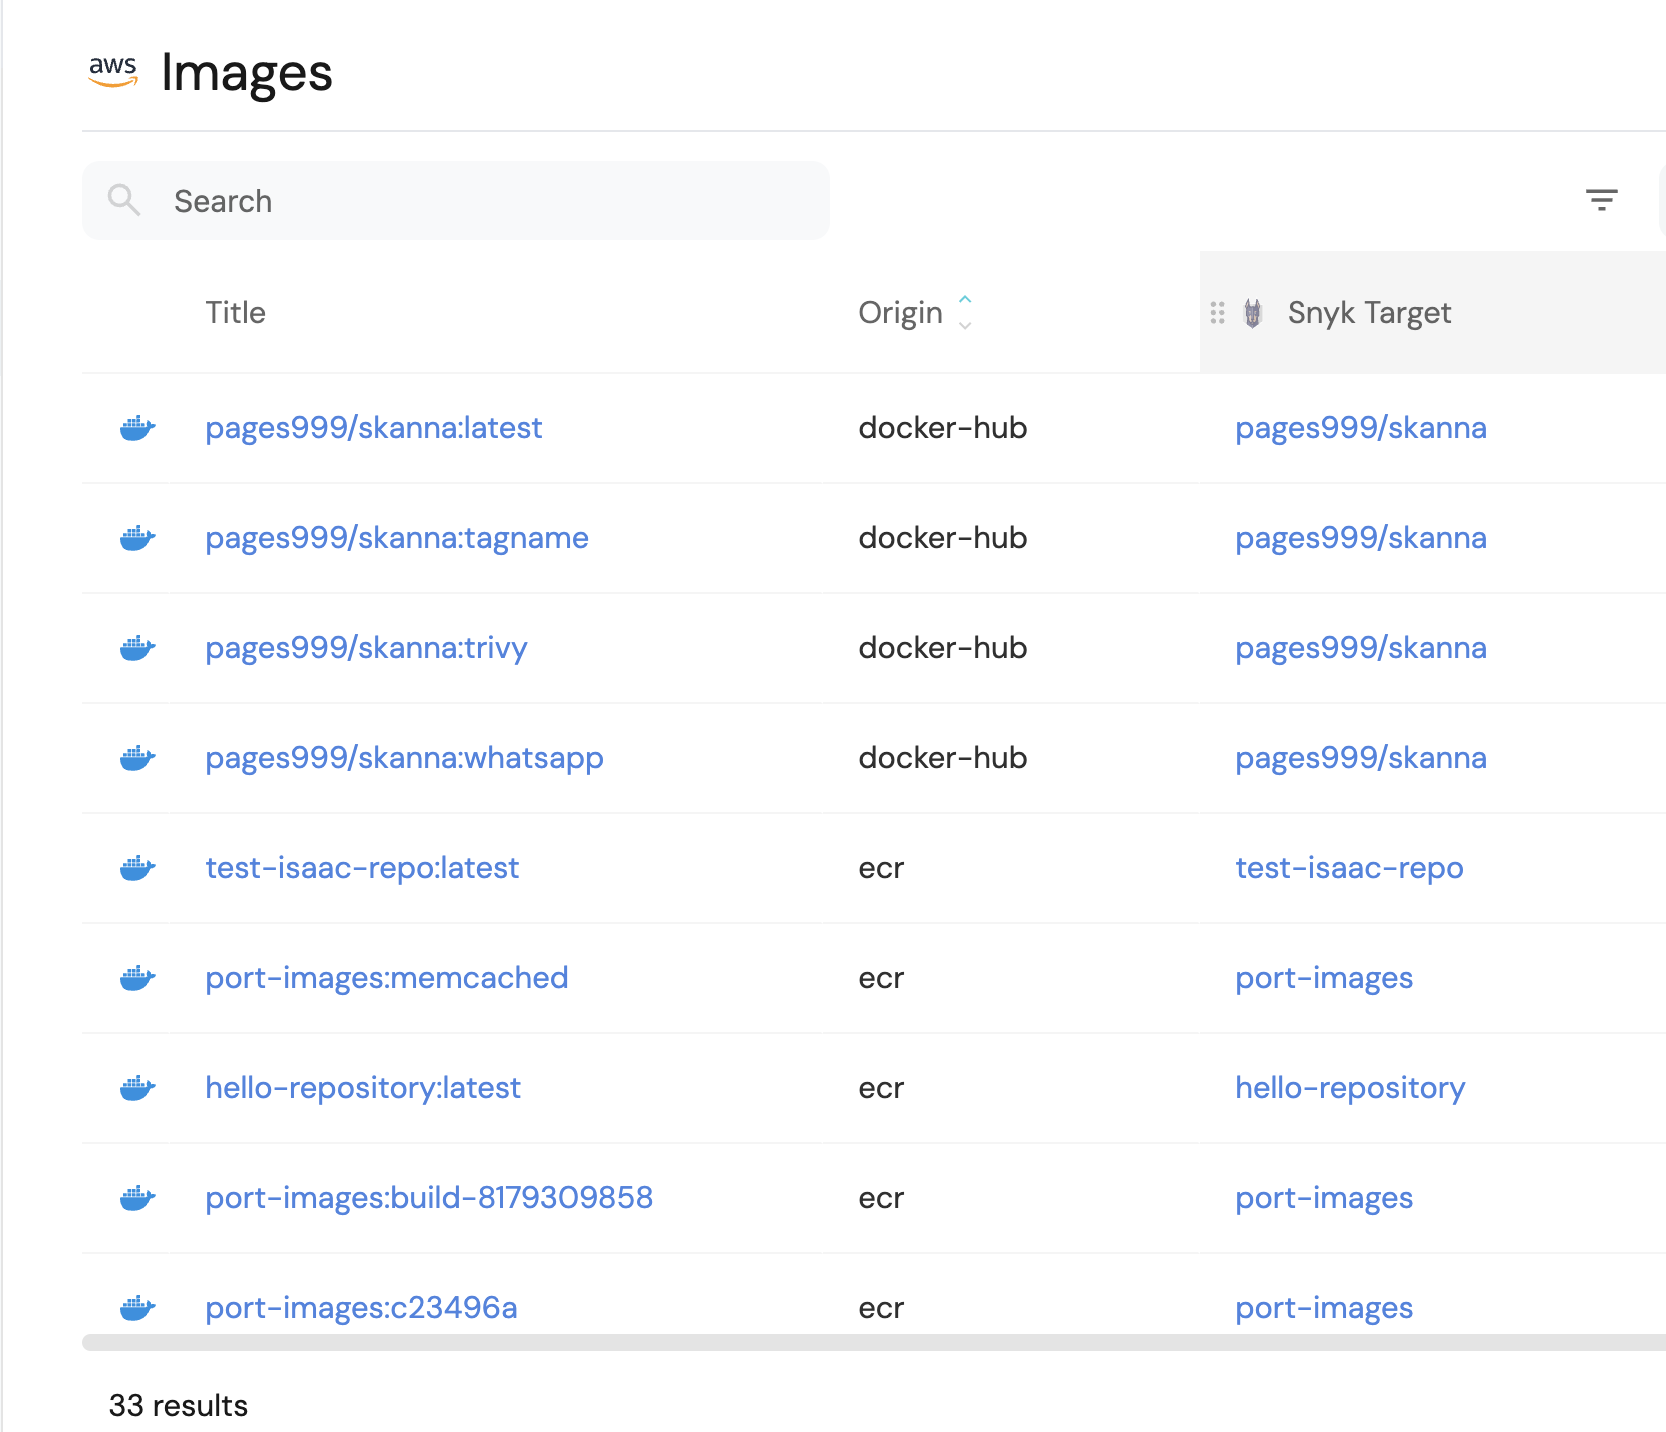 aws Images
Search
Title Origin Snyk Target
pages999/skanna:latest docker-hub pages999/skanna
pages999/skanna:tagname docker-hub pages999/skanna
pages999/skanna:trivy docker-hub pages999/skanna
pages999/skanna:whatsapp docker-hub pages999/skanna
test-isaac-repo:latest ecr test-isaac-repo
port-images:memcached ecr port-images
hello-repository:latest ecr hello-repository
port-images:build-8179309858 ecr port-images
port-images:c23496a ecr port-images
33 results